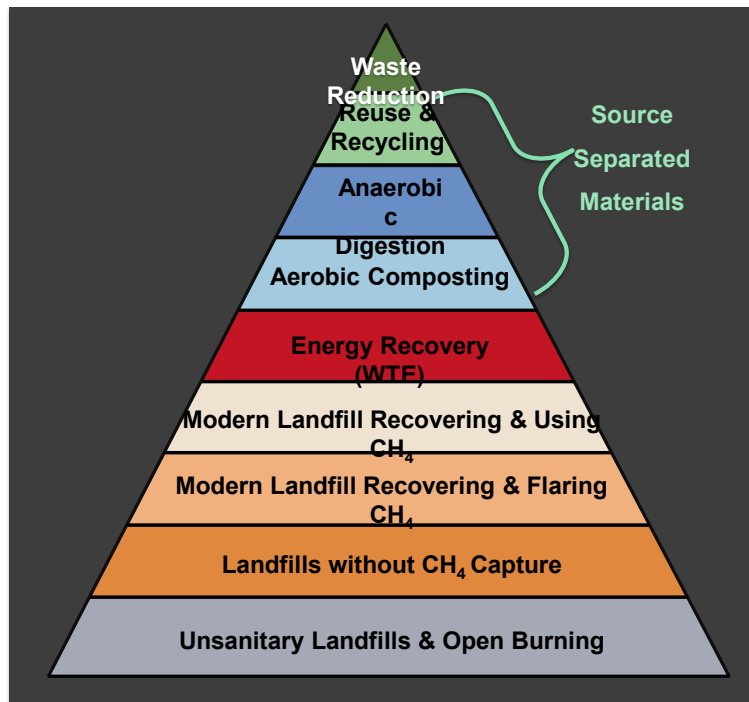 Waste
Reduction
Reuse &
Recycling
Anaerobi
c
Digestion
Aerobic Composting
Energy Recovery
(WTE)
Modern Landfill Recovering & Using
CH₄
Modern Landfill Recovering & Flaring
CH₄
Landfills without CH₄ Capture
Unsanitary Landfills & Open Burning
Source
Separated
Materials